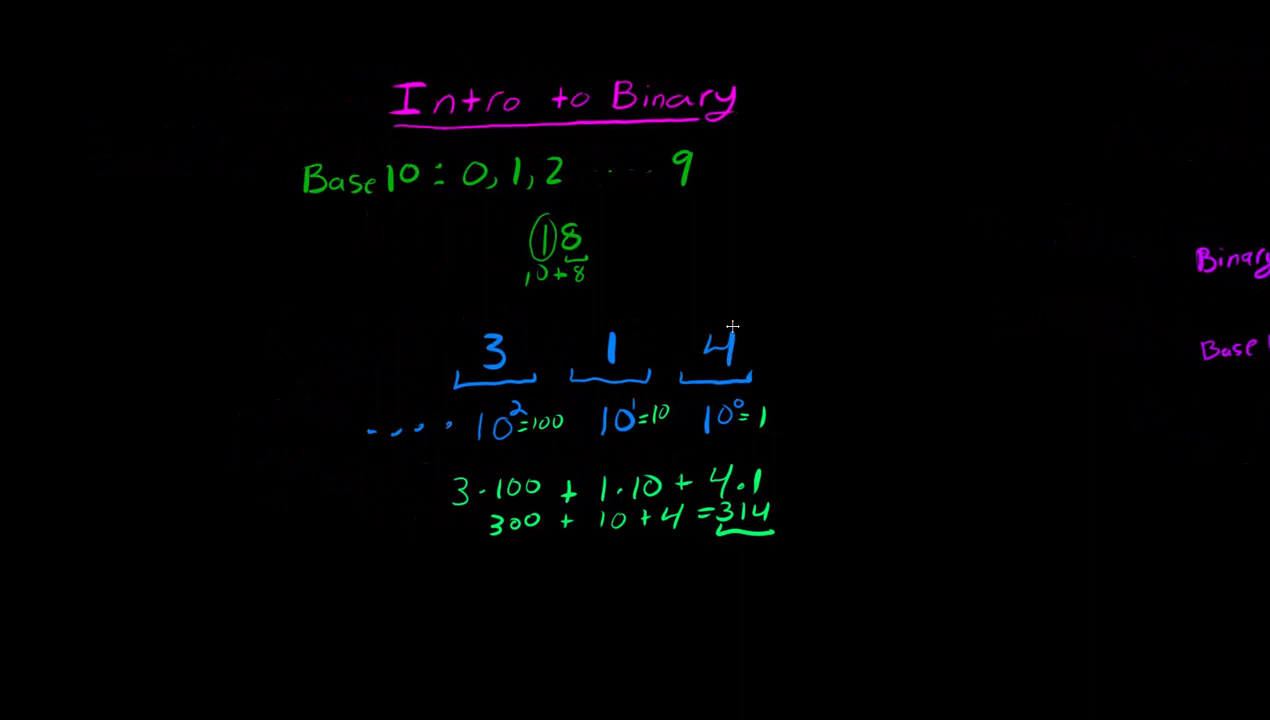 Intro to Binary
Base 10 : 0, 1, 2 ..... 9
18
10 + 8
Binary
3 1 4
Base 1
.... 10² = 100 10¹ = 10 10⁰ = 1
3 · 100 + 1 · 10 + 4 · 1
300 + 10 + 4 = 314